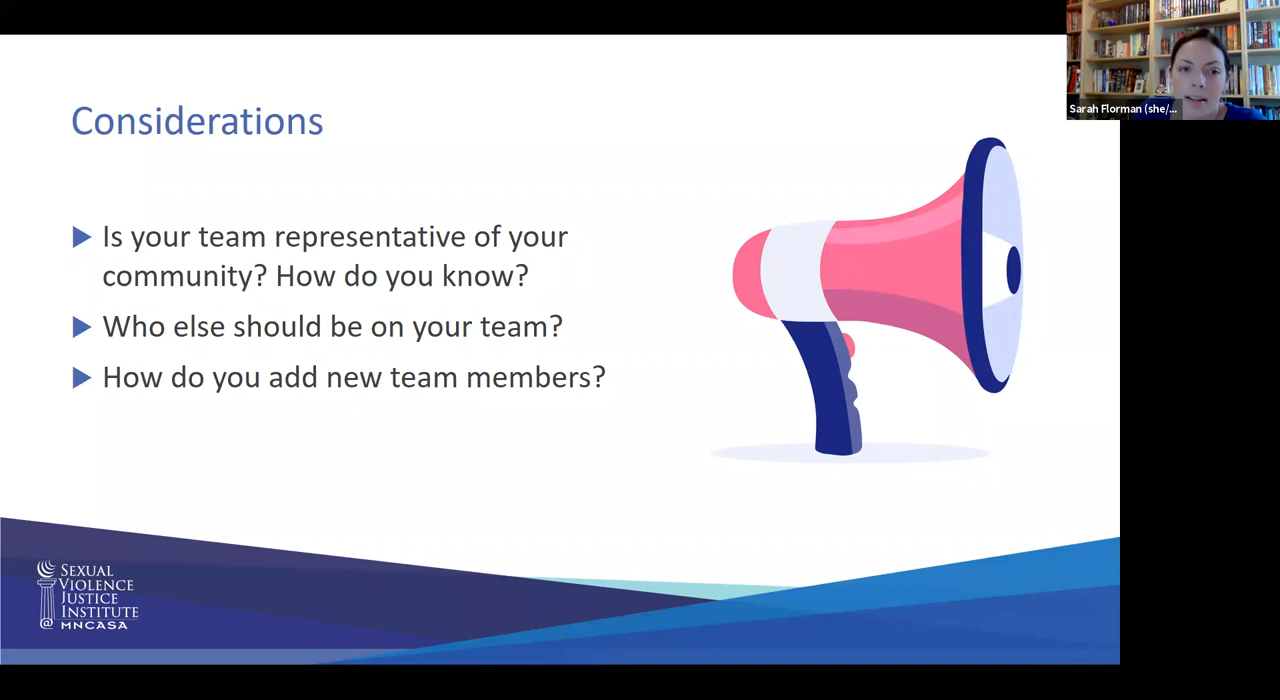 Considerations
Is your team representative of your
community? How do you know?
Who else should be on your team?
How do you add new team members?
Sarah Florman (she/...
SEXUAL
VIOLENCE
JUSTICE
INSTITUTE
@ MNCASA